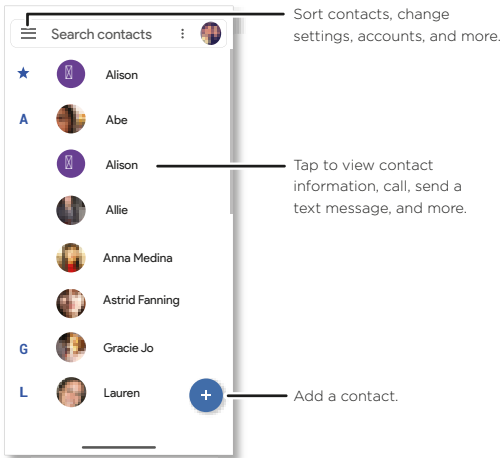 Sort contacts, change
settings, accounts, and more.
Search contacts
Alison
A
Abe
Alison
Tap to view contact
information, call, send a
text message, and more.
Allie
Anna Medina
Astrid Fanning
G
Gracie Jo
L
Lauren
Add a contact.